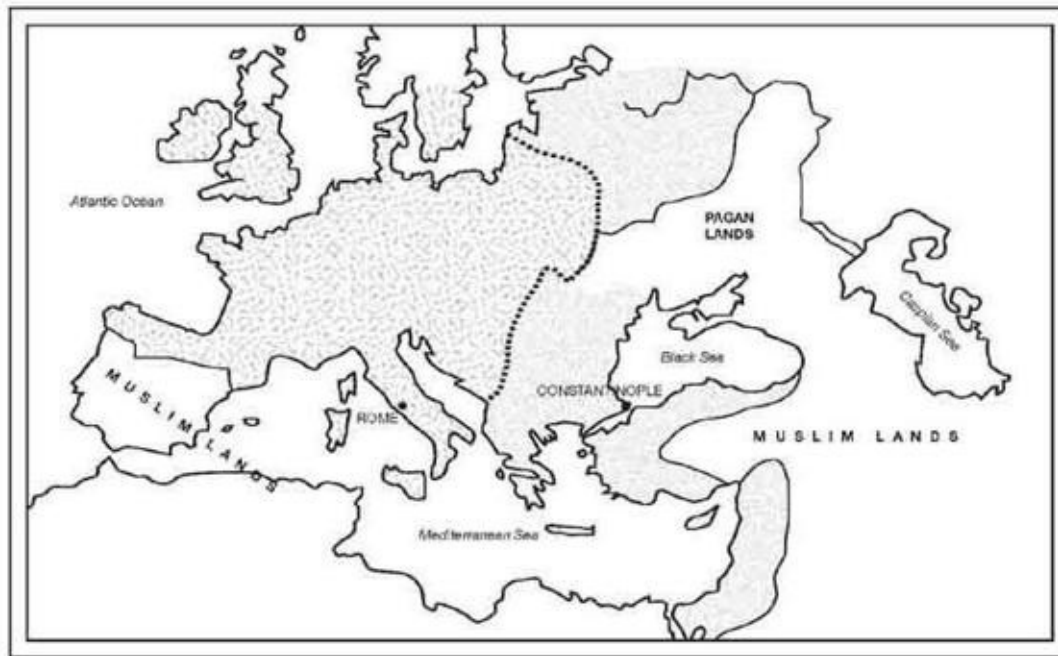 Atlantic Ocean
PAGAN
LANDS
Caspian Sea
Black Sea
CONSTANTINOPLE
ROME
MUSLIM LANDS
MUSLIM LANDS
Mediterranean Sea